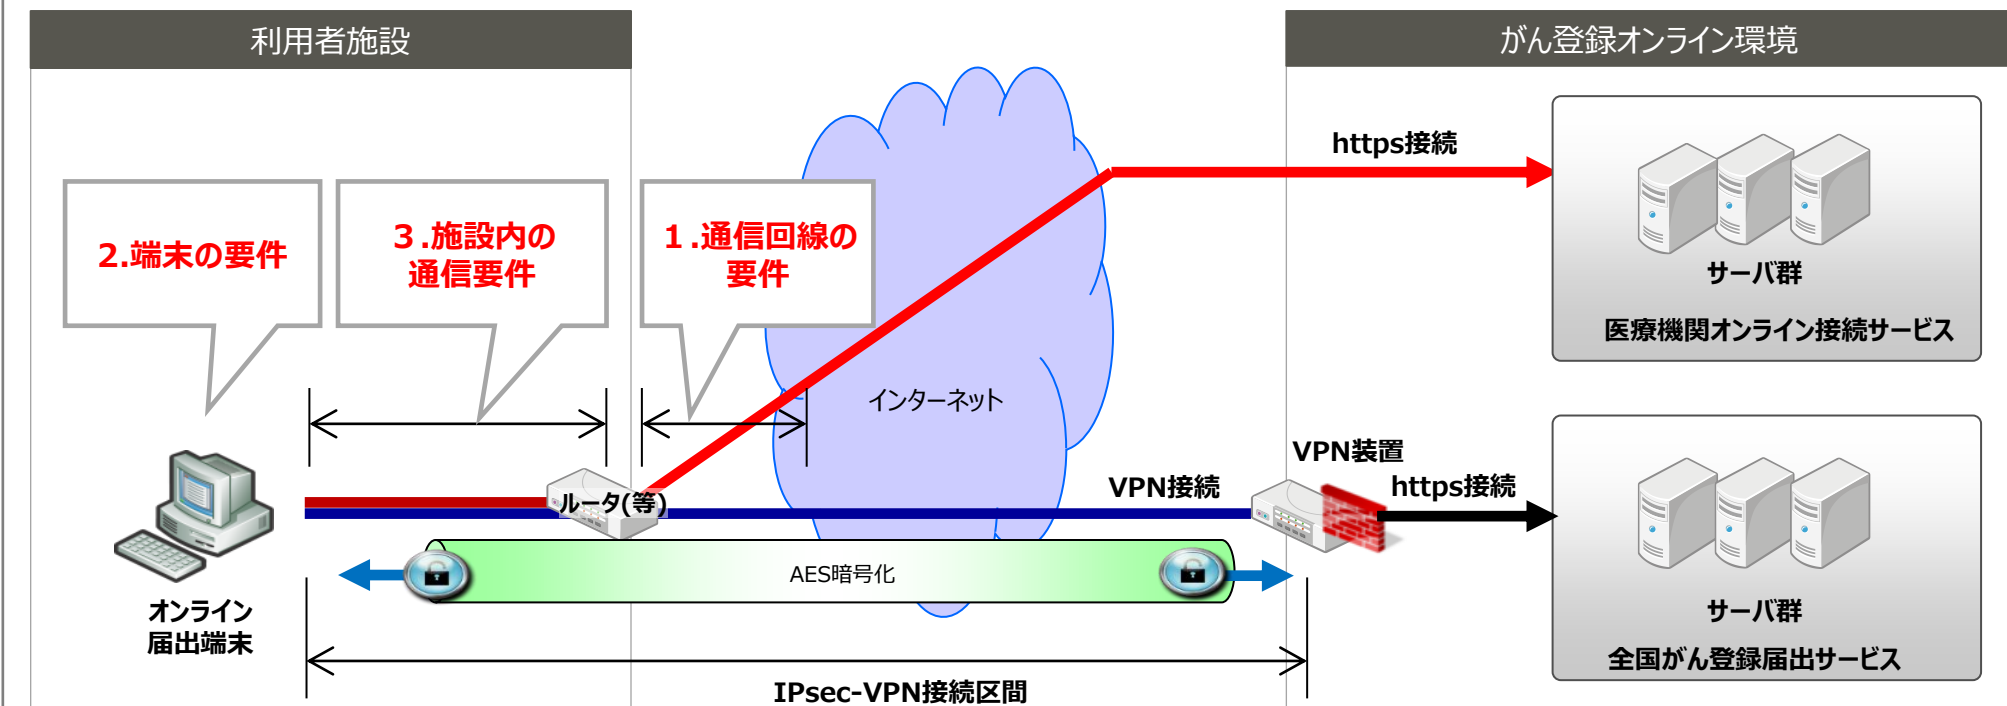 利用者施設
がん登録オンライン環境
https接続
2.端末の要件
３.施設内の
通信要件
１.通信回線の
要件
サーバ群
医療機関オンライン接続サービス
インターネット
VPN装置
VPN接続
https接続
ルータ(等)
AES暗号化
オンライン
届出端末
サーバ群
全国がん登録届出サービス
IPsec-VPN接続区間